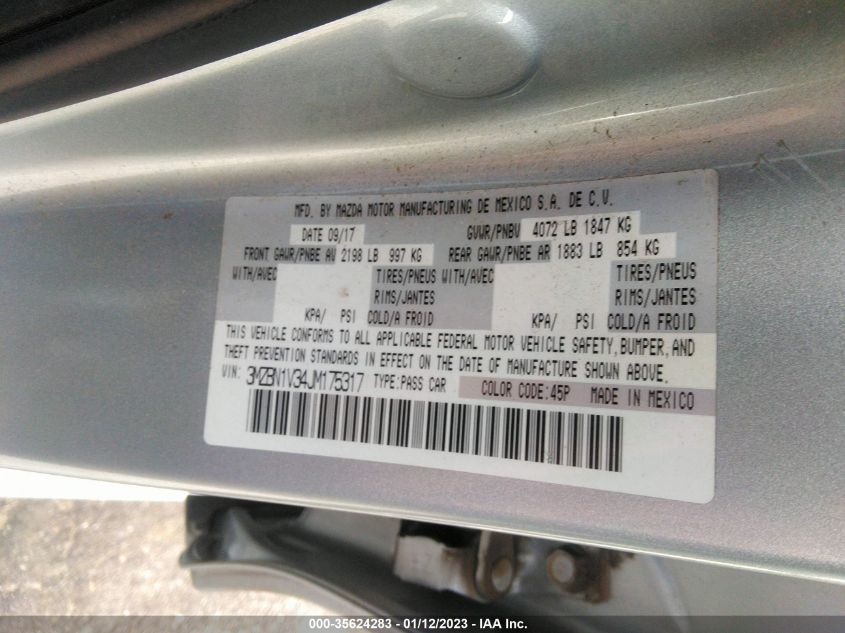 MFD. BY MAZDA MOTOR MANUFACTURING DE MEXICO S.A. DE C.V.
DATE 09/17 GVWR/PNBV 4072 LB 1847 KG
FRONT GAWR/PNBE AV 2198 LB 997 KG REAR GAWR/PNBE AR 1883 LB 854 KG
WITH/AVEC TIRES/PNEUS WITH/AVEC TIRES/PNEUS
RIMS/JANTES RIMS/JANTES
KPA/ PSI COLD/A FROID KPA/ PSI COLD/A FROID
THIS VEHICLE CONFORMS TO ALL APPLICABLE FEDERAL MOTOR VEHICLE SAFETY, BUMPER, AND
THEFT PREVENTION STANDARDS IN EFFECT ON THE DATE OF MANUFACTURE SHOWN ABOVE.
VIN: 3MZBN1V34JM175317 TYPE:PASS CAR COLOR CODE:45P MADE IN MEXICO
000-35624283 - 01/12/2023 - IAA Inc.